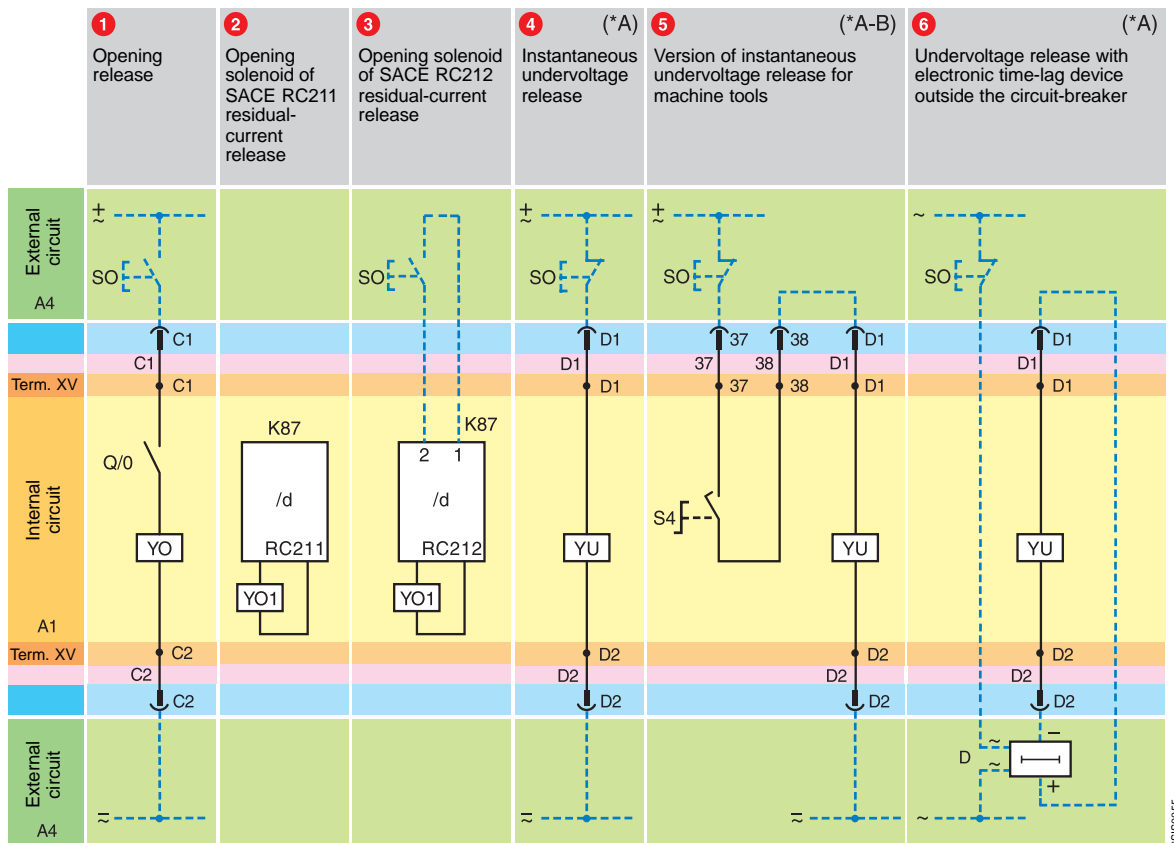 1
Opening
release
2
Opening
solenoid of
SACE RC211
residual-
current
release
3
Opening solenoid
of SACE RC212
residual-current
release
4 (*A)
Instantaneous
undervoltage
release
5 (*A-B)
Version of instantaneous
undervoltage release for
machine tools
6 (*A)
Undervoltage release with
electronic time-lag device
outside the circuit-breaker
External
circuit
A4
+ ~
+ ~
+ ~
~
SO
SO
SO
SO
SO
C1
D1
37
38
D1
D1
C1
D1
37
38
D1
D1
Term. XV
C1
D1
37
38
D1
D1
Internal
circuit
A1
Q/0
YO
K87
/d
RC211
YO1
K87
2 1
/d
RC212
YO1
YU
S4
YU
YU
Term. XV
C2
D2
D2
D2
C2
D2
D2
D2
C2
D2
D2
D2
External
circuit
A4
D
~
~
−
+
− ~
− ~
− ~
~